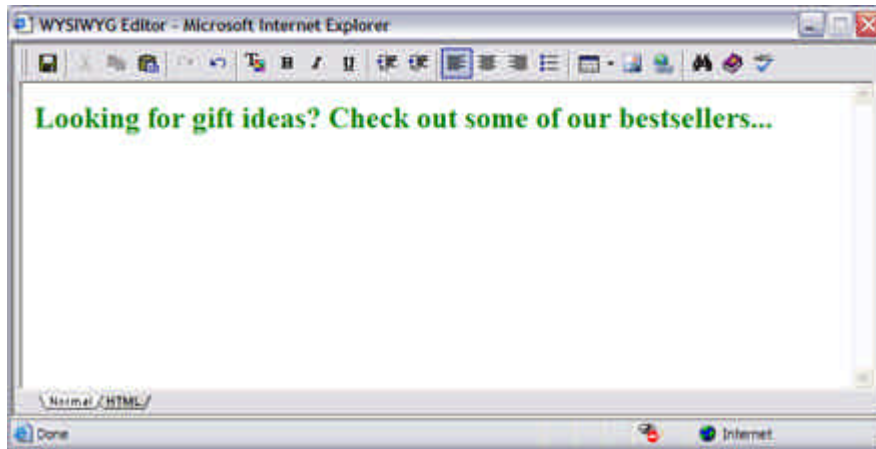 WYSIWYG Editor - Microsoft Internet Explorer
B I U
Looking for gift ideas? Check out some of our bestsellers...
Normal HTML
Done Internet